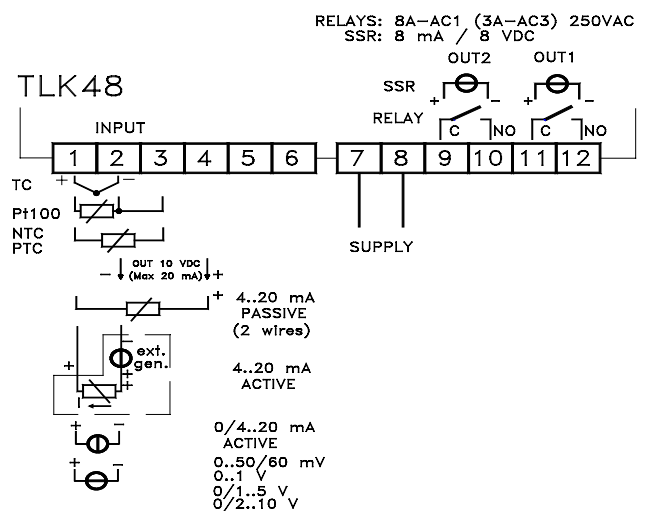 RELAYS: 8A-AC1 (3A-AC3) 250VAC
SSR: 8 mA / 8 VDC
OUT2 OUT1
SSR
+ - + -
TLK48
RELAY
INPUT
C NO C NO
1 2 3 4 5 6 7 8 9 10 11 12
TC + -
Pt100
NTC
PTC
SUPPLY
OUT 10 VDC
- (Max 20 mA) +
+ 4..20 mA
PASSIVE
(2 wires)
-
ext.
gen.
+ +
+
4..20 mA
ACTIVE
I
+ - 0/4..20 mA
ACTIVE
+ - 0..50/60 mV
0..1 V
0/1..5 V
0/2..10 V